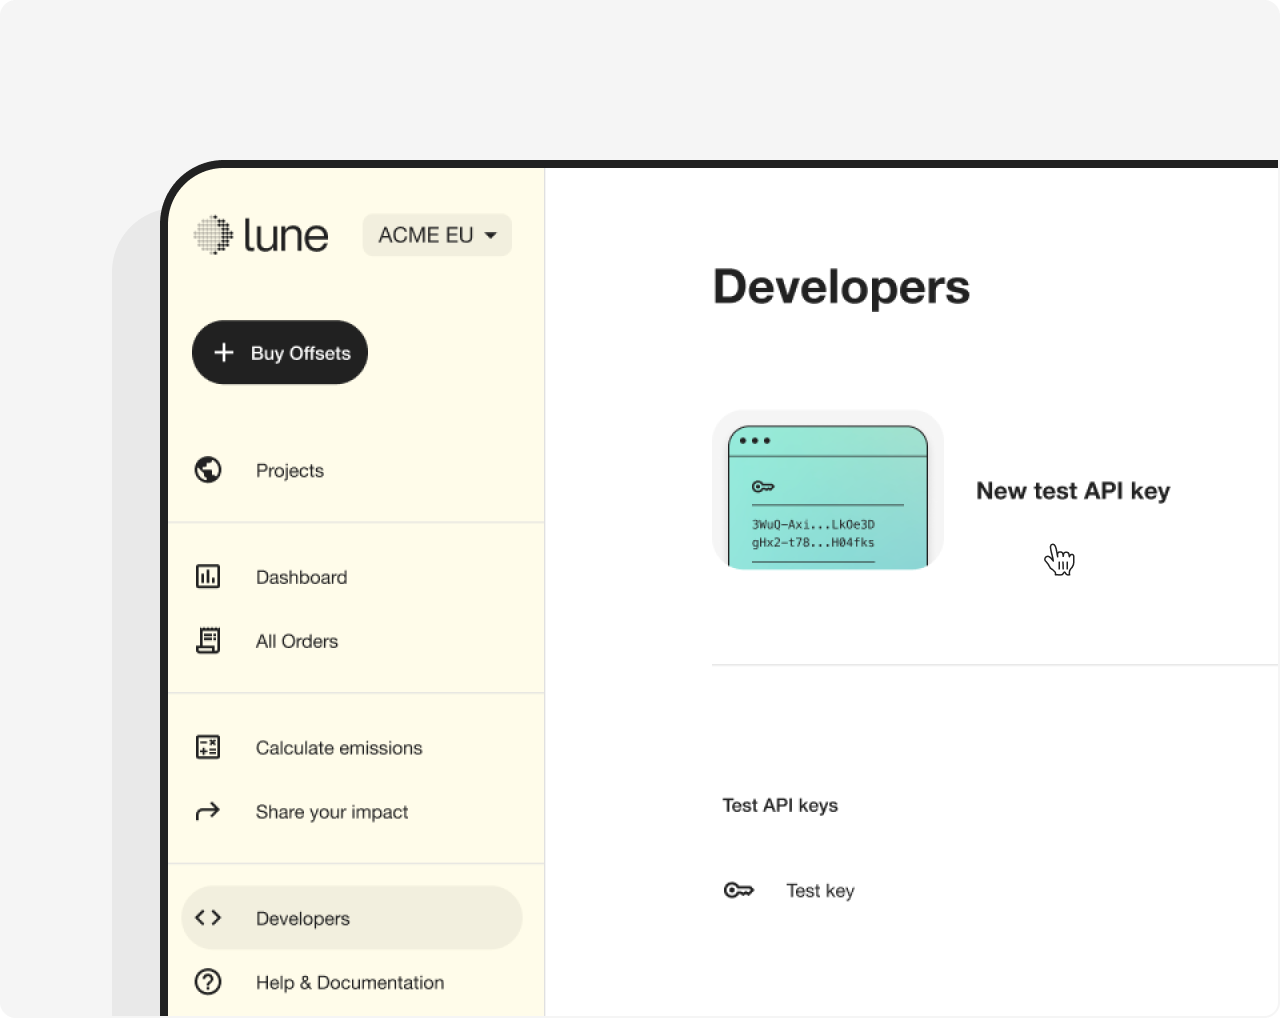 lune
ACME EU
Buy Offsets
Projects
Dashboard
All Orders
Calculate emissions
Share your impact
Developers
Help & Documentation
Developers
3WuQ-Axi...LkOe3D
gHx2-t78...H04fks
New test API key
Test API keys
Test key